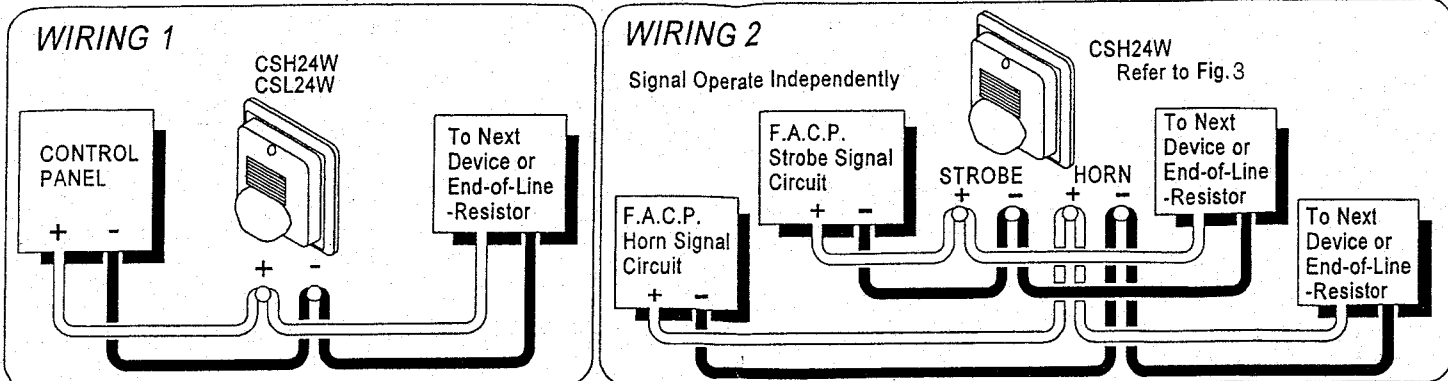 WIRING 1
CSH24W
CSL24W
CONTROL
PANEL
+ -
+ -
To Next
Device or
End-of-Line
-Resistor
WIRING 2
Signal Operate Independently
CSH24W
Refer to Fig.3
F.A.C.P.
Strobe Signal
Circuit
+ -
STROBE
+ -
HORN
+ -
To Next
Device or
End-of-Line
-Resistor
F.A.C.P.
Horn Signal
Circuit
+ -
To Next
Device or
End-of-Line
-Resistor